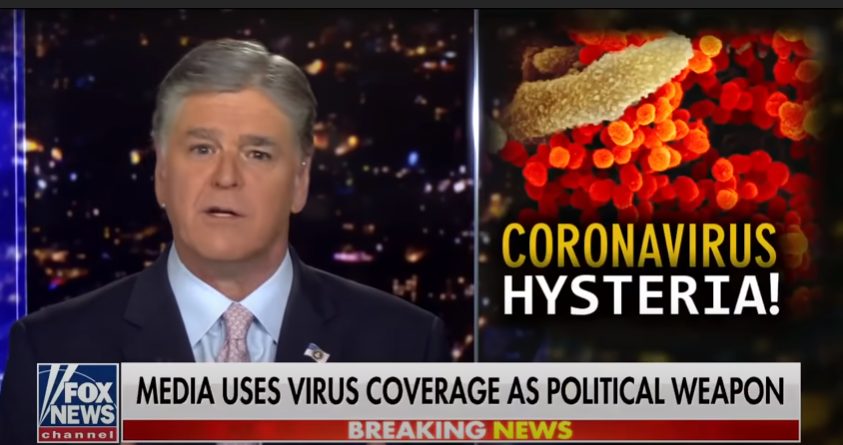 CORONAVIRUS
HYSTERIA!
FOX
NEWS
channel
MEDIA USES VIRUS COVERAGE AS POLITICAL WEAPON
BREAKING NEWS